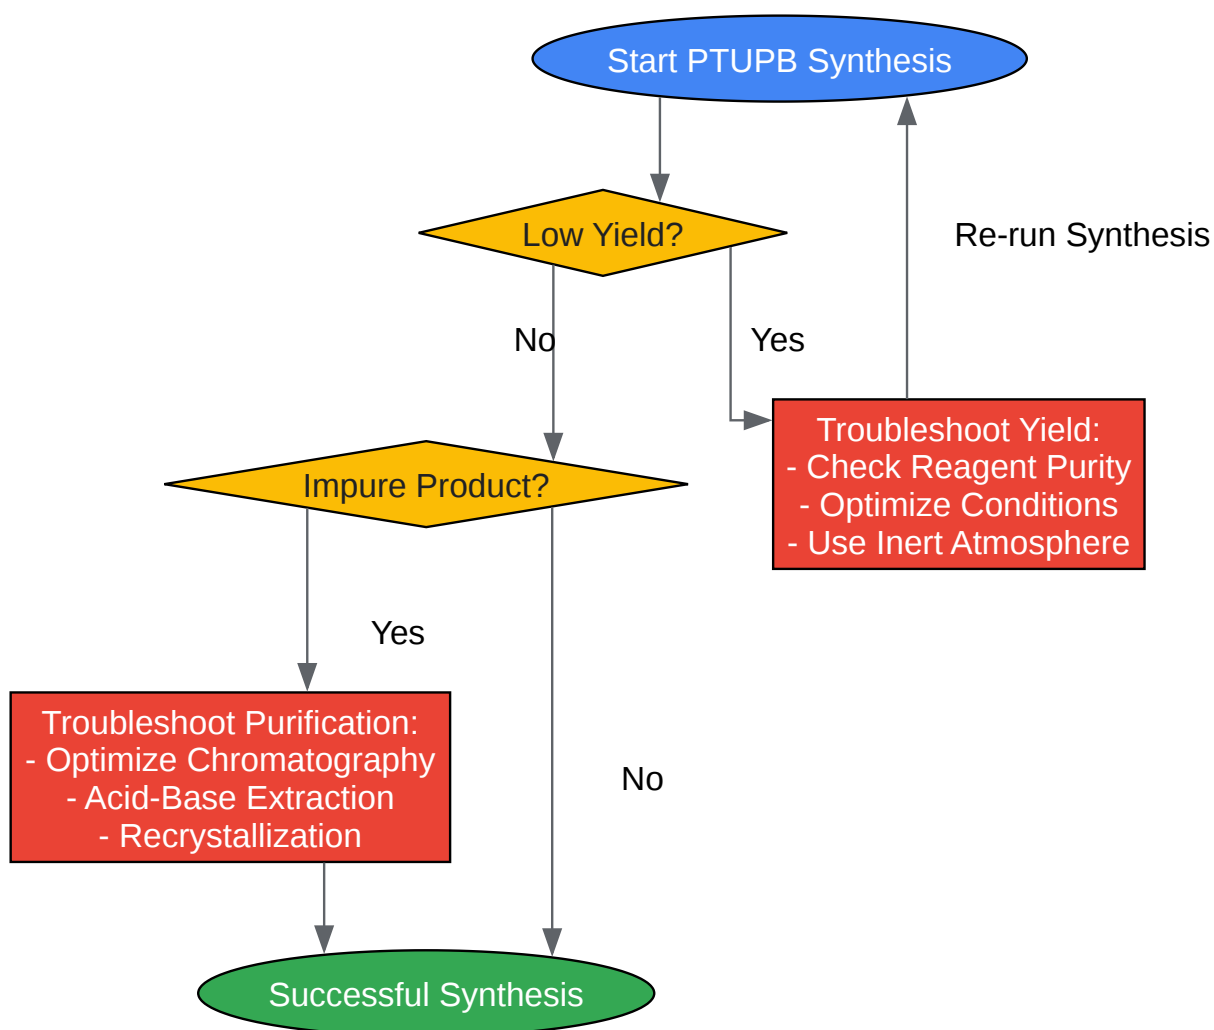 Start PTUPB Synthesis
Low Yield?
Re-run Synthesis
No
Yes
Troubleshoot Yield:
- Check Reagent Purity
- Optimize Conditions
- Use Inert Atmosphere
Impure Product?
Yes
Troubleshoot Purification:
- Optimize Chromatography
- Acid-Base Extraction
- Recrystallization
No
Successful Synthesis